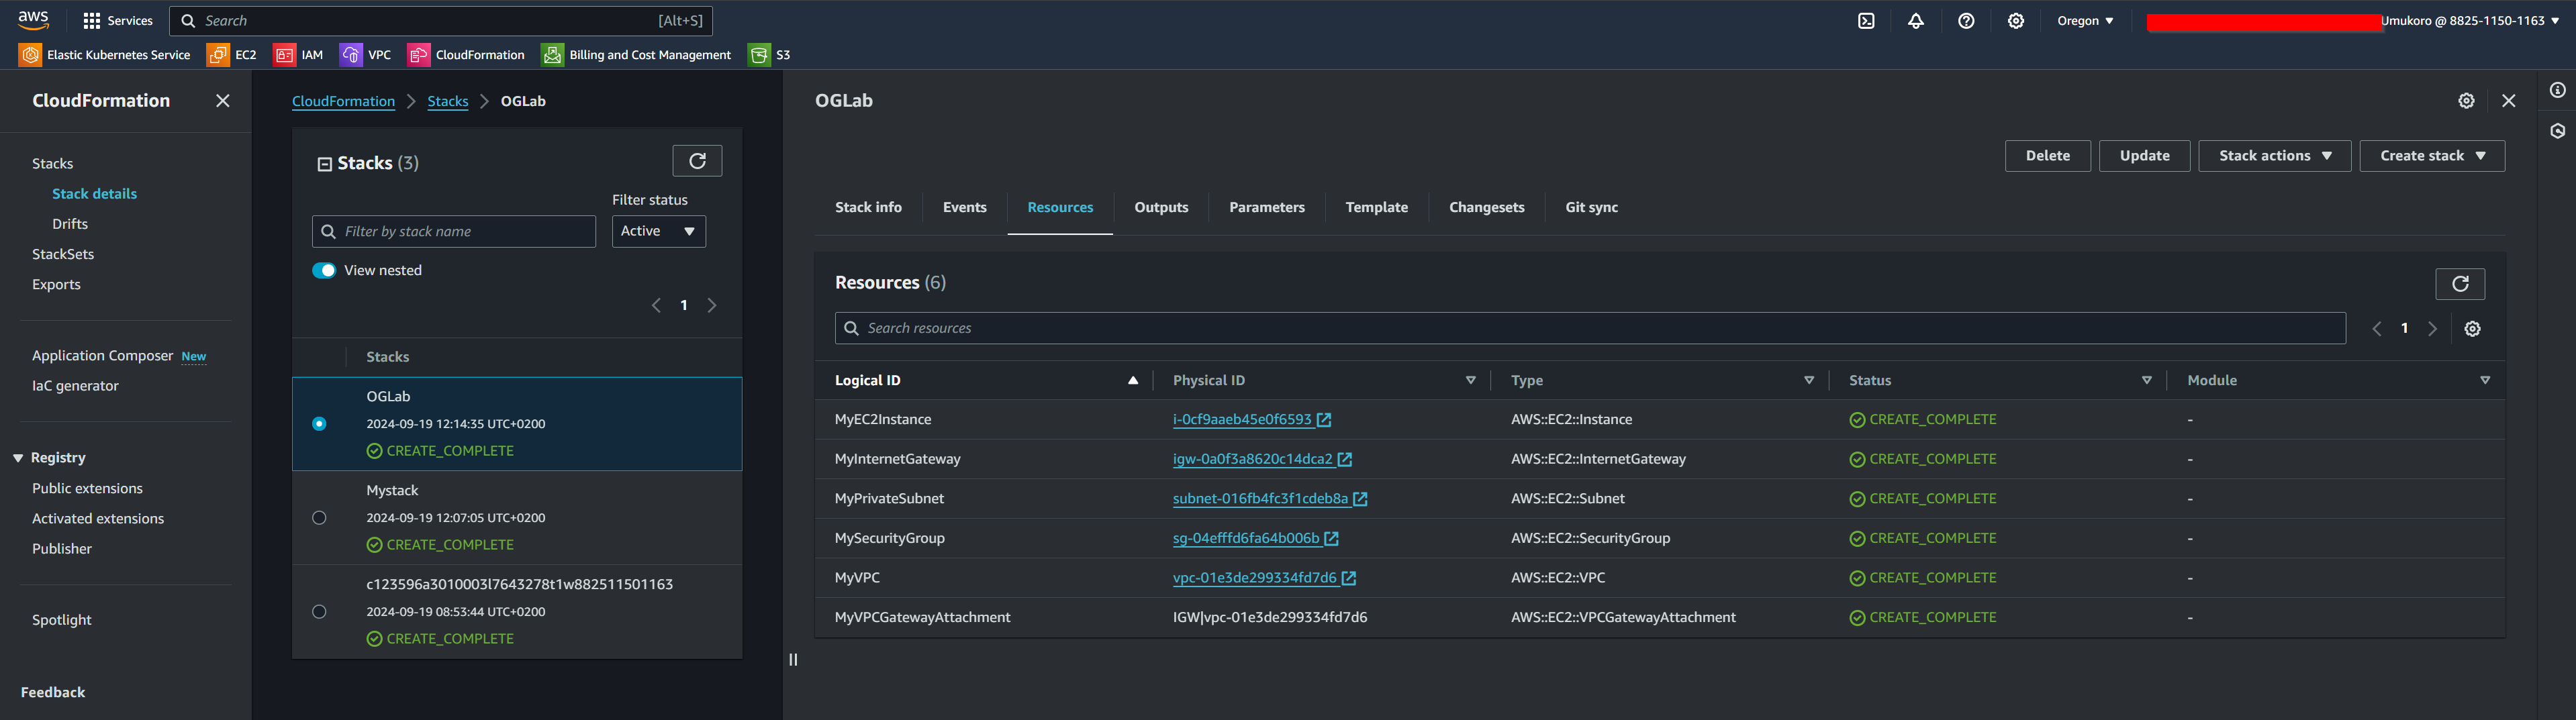 aws
Services
Search
[Alt+S]
Oregon
Umukoro @ 8825-1150-1163
Elastic Kubernetes Service
EC2
IAM
VPC
CloudFormation
Billing and Cost Management
S3
CloudFormation
Stacks
Stack details
Drifts
StackSets
Exports
Application Composer New
IaC generator
Registry
Public extensions
Activated extensions
Publisher
Spotlight
Feedback
CloudFormation
Stacks
OGLab
Stacks (3)
Filter status
Filter by stack name
Active
View nested
1
Stacks
OGLab
2024-09-19 12:14:35 UTC+0200
CREATE_COMPLETE
Mystack
2024-09-19 12:07:05 UTC+0200
CREATE_COMPLETE
c123596a3010003l7643278t1w882511501163
2024-09-19 08:53:44 UTC+0200
CREATE_COMPLETE
OGLab
Delete
Update
Stack actions
Create stack
Stack info
Events
Resources
Outputs
Parameters
Template
Changesets
Git sync
Resources (6)
Search resources
1
Logical ID Physical ID Type Status Module
MyEC2Instance i-0cf9aaeb45e0f6593 AWS::EC2::Instance CREATE_COMPLETE -
MyInternetGateway igw-0a0f3a8620c14dca2 AWS::EC2::InternetGateway CREATE_COMPLETE -
MyPrivateSubnet subnet-016fb4fc3f1cdeb8a AWS::EC2::Subnet CREATE_COMPLETE -
MySecurityGroup sg-04efffd6fa64b006b AWS::EC2::SecurityGroup CREATE_COMPLETE -
MyVPC vpc-01e3de299334fd7d6 AWS::EC2::VPC CREATE_COMPLETE -
MyVPCGatewayAttachment IGW|vpc-01e3de299334fd7d6 AWS::EC2::VPCGatewayAttachment CREATE_COMPLETE -